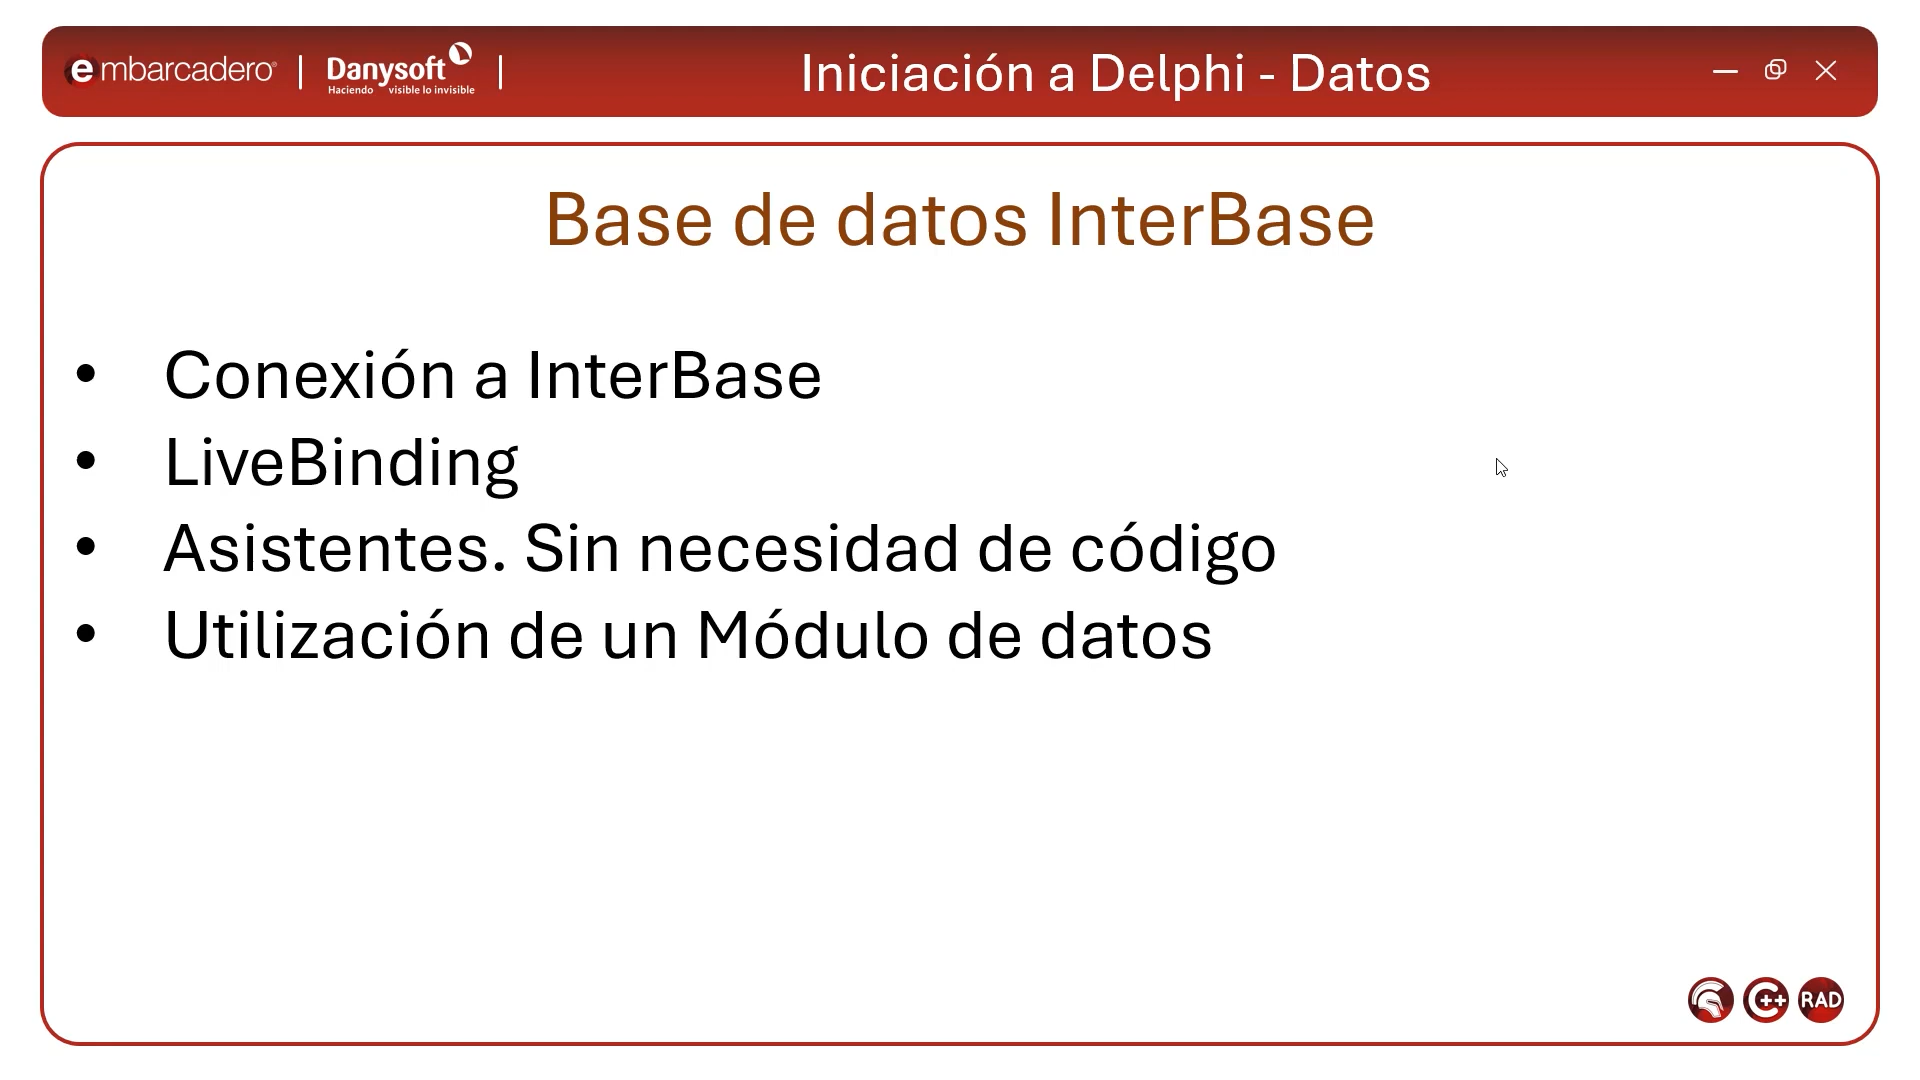 embarcadero® | Danysoft | Iniciación a Delphi - Datos
Haciendo visible lo invisible
Base de datos InterBase
• Conexión a InterBase
• LiveBinding
• Asistentes. Sin necesidad de código
• Utilización de un Módulo de datos
C++ RAD